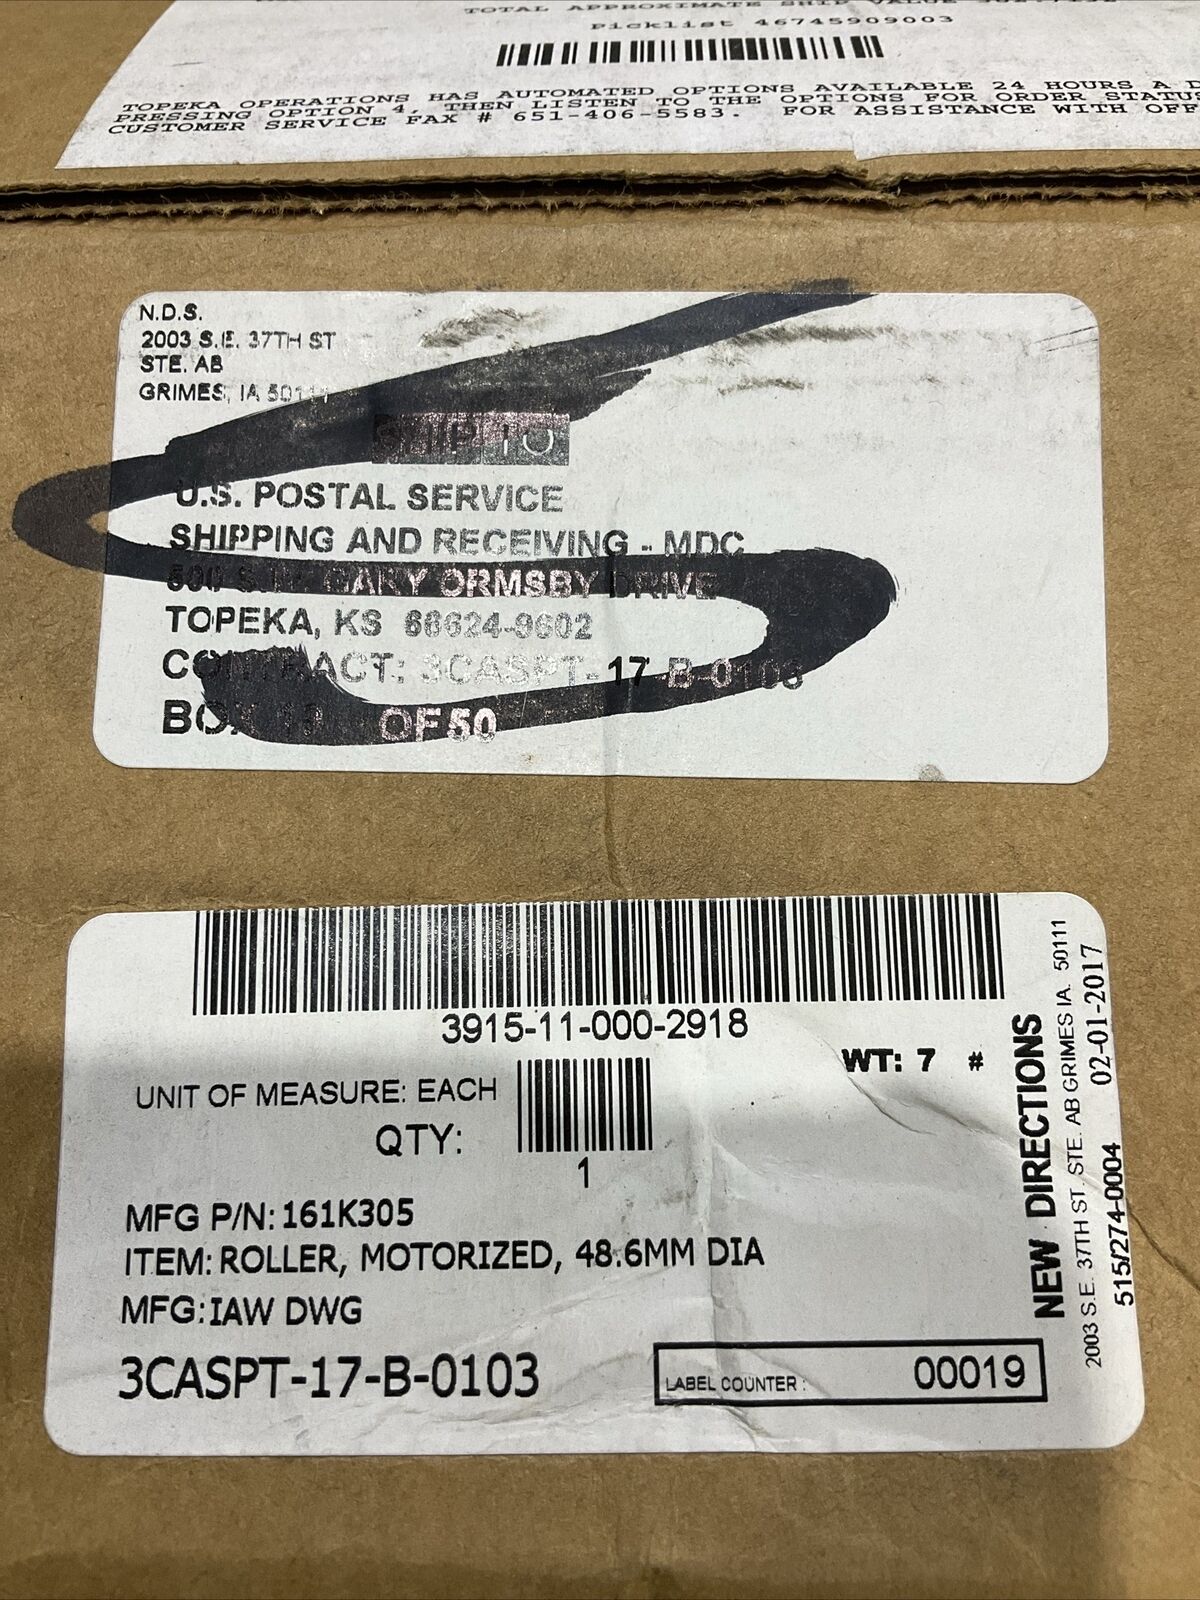 TOTAL APPROXIMATE SHIP VALUE
Picklist 46745909003
TOPEKA OPERATIONS HAS AUTOMATED OPTIONS AVAILABLE 24 HOURS A D
PRESSING OPTION 4, THEN LISTEN TO THE OPTIONS FOR ORDER STATUS
CUSTOMER SERVICE FAX # 651-406-5583. FOR ASSISTANCE WITH OFF
N.D.S.
2003 S.E. 37TH ST
STE. AB
GRIMES, IA 50111
SHIP TO
U.S. POSTAL SERVICE
SHIPPING AND RECEIVING - MDC
500 S.W. GARY ORMSBY DRIVE
TOPEKA, KS 66624-9602
CONTRACT: 3CASPT-17-B-0103
BOX 19 OF 50
3915-11-000-2918
WT: 7 #
UNIT OF MEASURE: EACH
QTY:
1
MFG P/N: 161K305
ITEM: ROLLER, MOTORIZED, 48.6MM DIA
MFG: IAW DWG
3CASPT-17-B-0103
LABEL COUNTER : 00019
NEW DIRECTIONS
2003 S.E. 37TH ST. STE. AB GRIMES IA. 50111
515/274-0004 02-01-2017